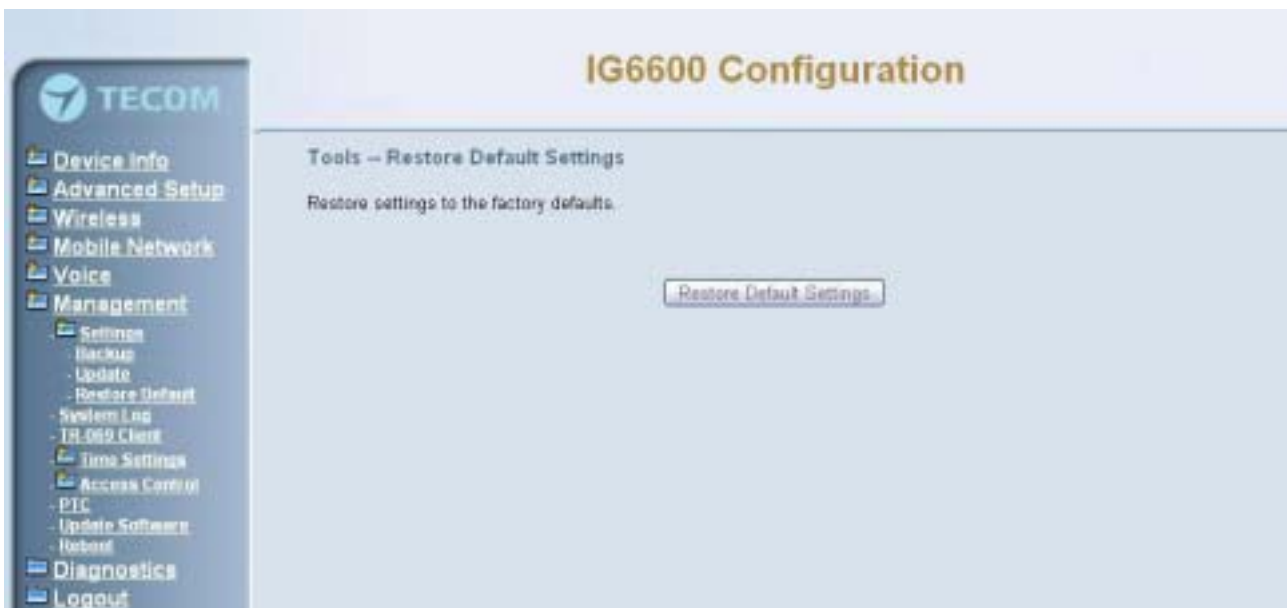 IG6600 Configuration
TECOM
Device Info
Advanced Setup
Wireless
Mobile Network
Voice
Management
Settings
- Backup
- Update
- Restore Default
- System Log
- TR-069 Client
Time Settings
Access Control
- PTC
- Update Software
- Reboot
Diagnostics
Logout
Tools -- Restore Default Settings
Restore settings to the factory defaults.
Restore Default Settings